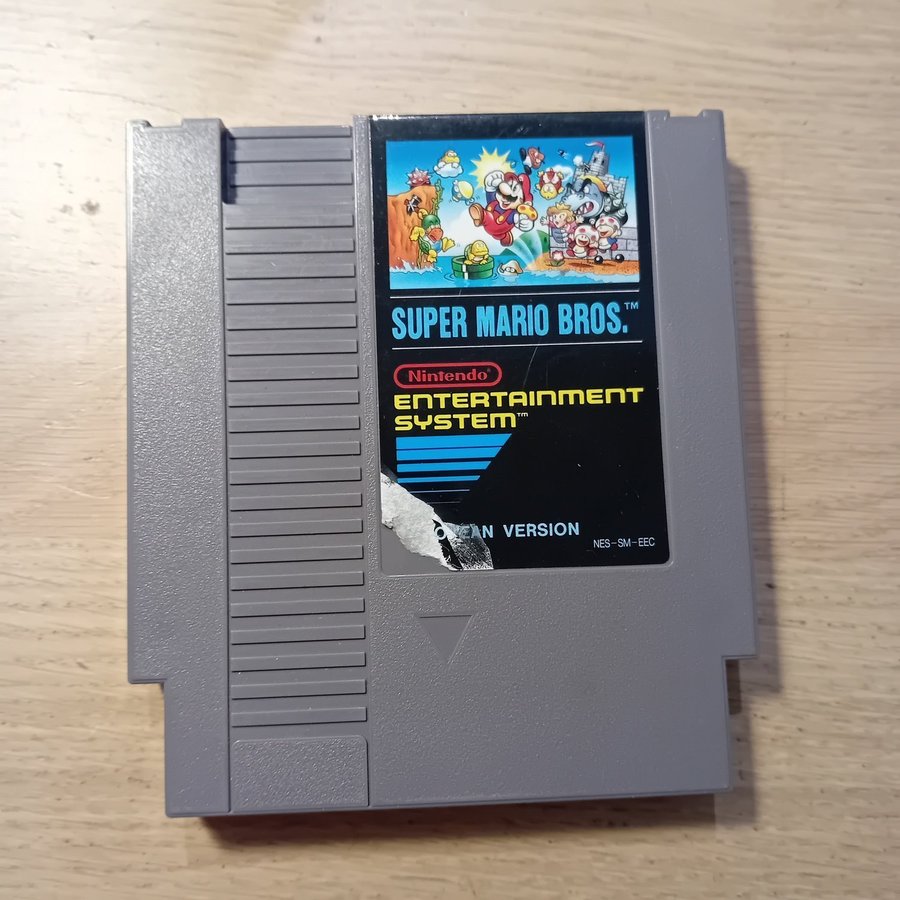 SUPER MARIO BROS.™
Nintendo®
ENTERTAINMENT
SYSTEM™
VERSION
NES-SM-EEC